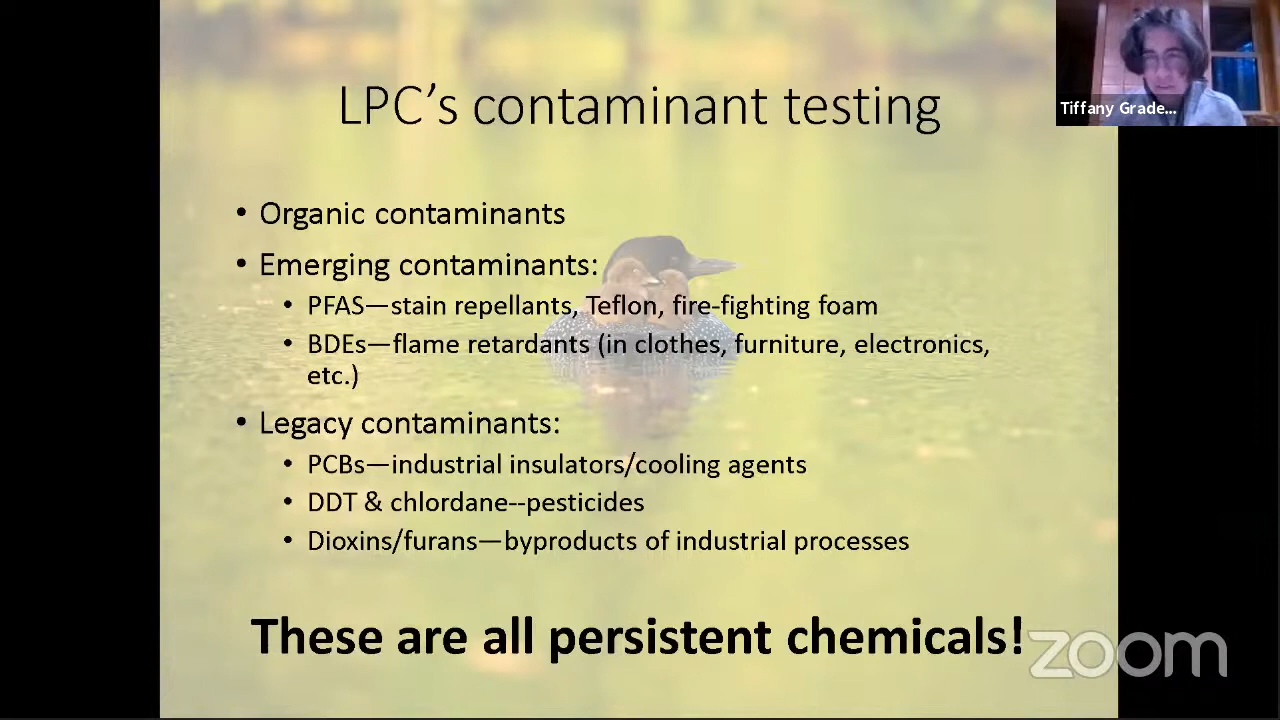 LPC’s contaminant testing
Tiffany Grade...
• Organic contaminants
• Emerging contaminants:
• PFAS—stain repellants, Teflon, fire-fighting foam
• BDEs—flame retardants (in clothes, furniture, electronics,
etc.)
• Legacy contaminants:
• PCBs—industrial insulators/cooling agents
• DDT & chlordane--pesticides
• Dioxins/furans—byproducts of industrial processes
These are all persistent chemicals!
zoom